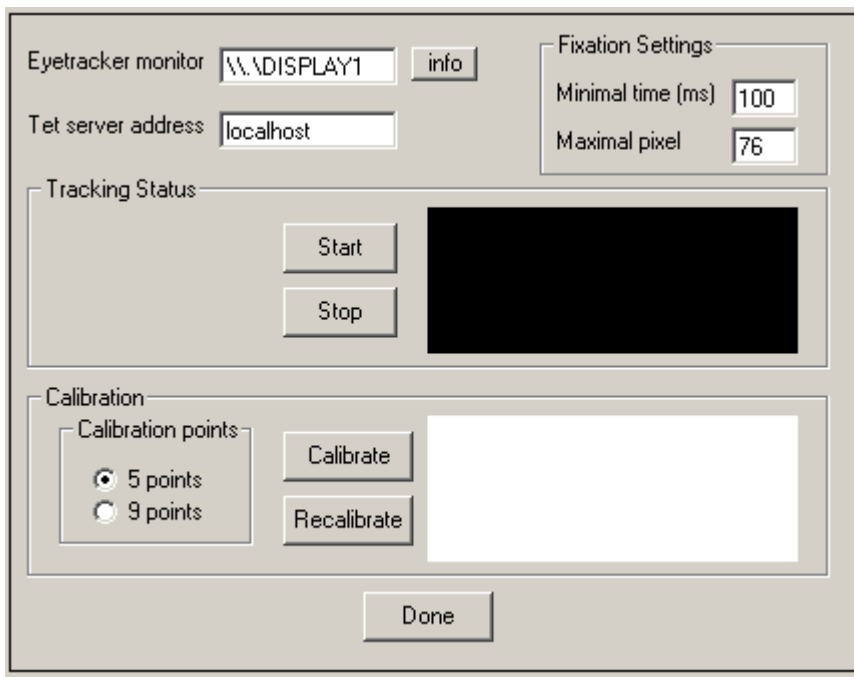 Eyetracker monitor \\.\DISPLAY1 info
Tet server address localhost
Fixation Settings
Minimal time (ms) 100
Maximal pixel 76
Tracking Status
Start
Stop
Calibration
Calibration points
5 points
9 points
Calibrate
Recalibrate
Done